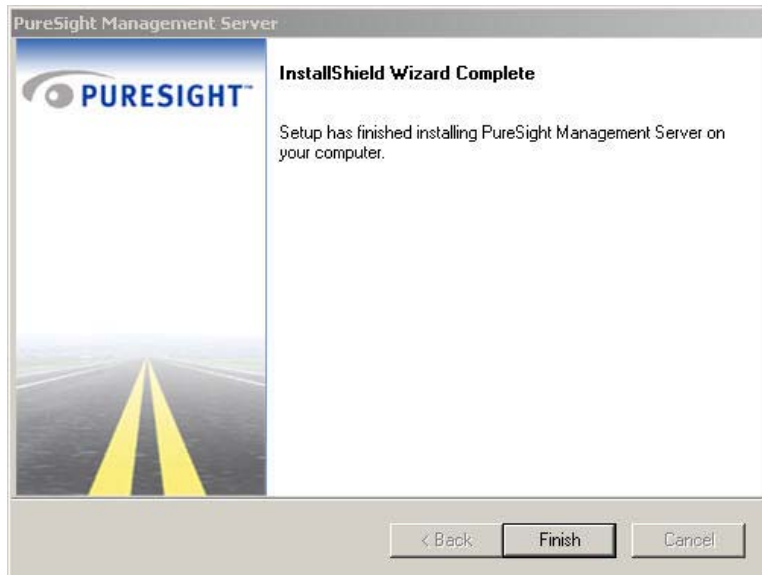 PureSight Management Server
PURESIGHT™
InstallShield Wizard Complete
Setup has finished installing PureSight Management Server on
your computer.
< Back
Finish
Cancel